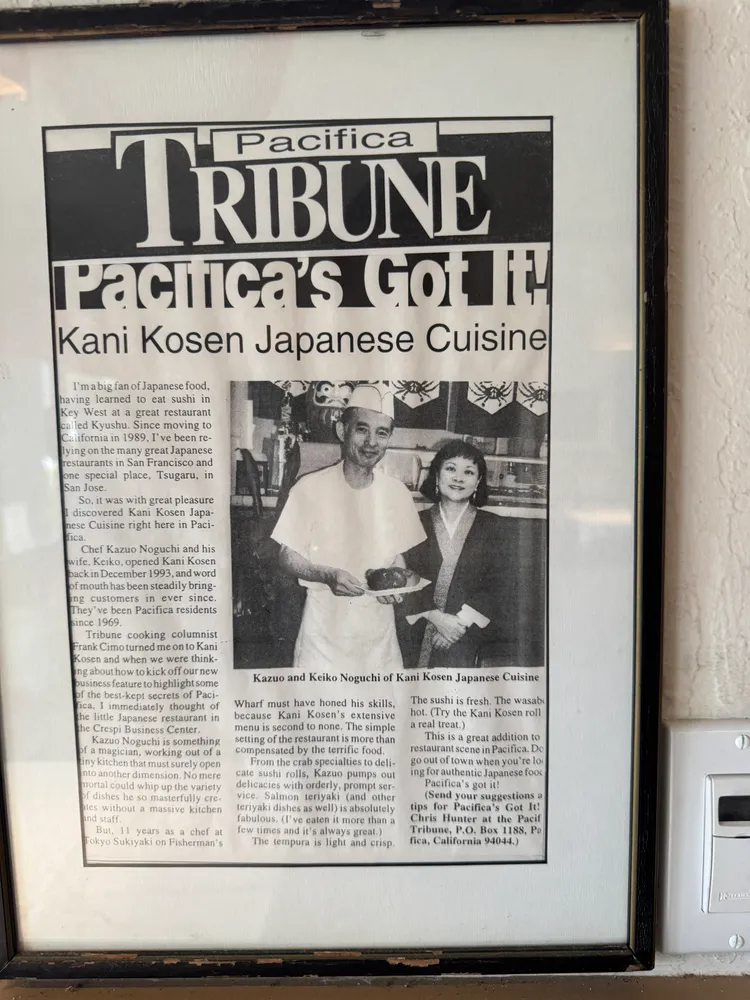 Pacifica
TRIBUNE
Pacifica's Got It!
Kani Kosen Japanese Cuisine
I'm a big fan of Japanese food,
having learned to eat sushi in
Key West at a great restaurant
called Kyushu. Since moving to
California in 1989, I've been re-
lying on the many great Japanese
restaurants in San Francisco and
one special place, Tsugaru, in
San Jose.
So, it was with great pleasure
I discovered Kani Kosen Japa-
nese Cuisine right here in Paci-
fica.
Chef Kazuo Noguchi and his
wife, Keiko, opened Kani Kosen
back in December 1993, and word
of mouth has been steadily bring-
ing customers in ever since.
They've been Pacifica residents
since 1969.
Tribune cooking columnist
Frank Cimo turned me on to Kani
Kosen and when we were think-
ing about how to kick off our new
business feature to highlight some
of the best-kept secrets of Paci-
fica, I immediately thought of
the little Japanese restaurant in
the Crespi Business Center.
Kazuo Noguchi is something
of a magician, working out of a
tiny kitchen that must surely open
into another dimension. No mere
mortal could whip up the variety
of dishes he so masterfully cre-
ates without a massive kitchen
and staff.
But, 11 years as a chef at
Tokyo Sukiyaki on Fisherman's
Kazuo and Keiko Noguchi of Kani Kosen Japanese Cuisine
Wharf must have honed his skills,
because Kani Kosen's extensive
menu is second to none. The simple
setting of the restaurant is more than
compensated by the terrific food.
From the crab specialties to deli-
cate sushi rolls, Kazuo pumps out
delicacies with orderly, prompt ser-
vice. Salmon teriyaki (and other
teriyaki dishes as well) is absolutely
fabulous. (I've eaten it more than a
few times and it's always great.)
The tempura is light and crisp.
The sushi is fresh. The wasab
hot. (Try the Kani Kosen roll
a real treat.)
This is a great addition to
restaurant scene in Pacifica. Do
go out of town when you're lo
ing for authentic Japanese foo
Pacifica's got it!
(Send your suggestions a
tips for Pacifica's Got It!
Chris Hunter at the Pacif
Tribune, P.O. Box 1188, Pa
fica, California 94044.)